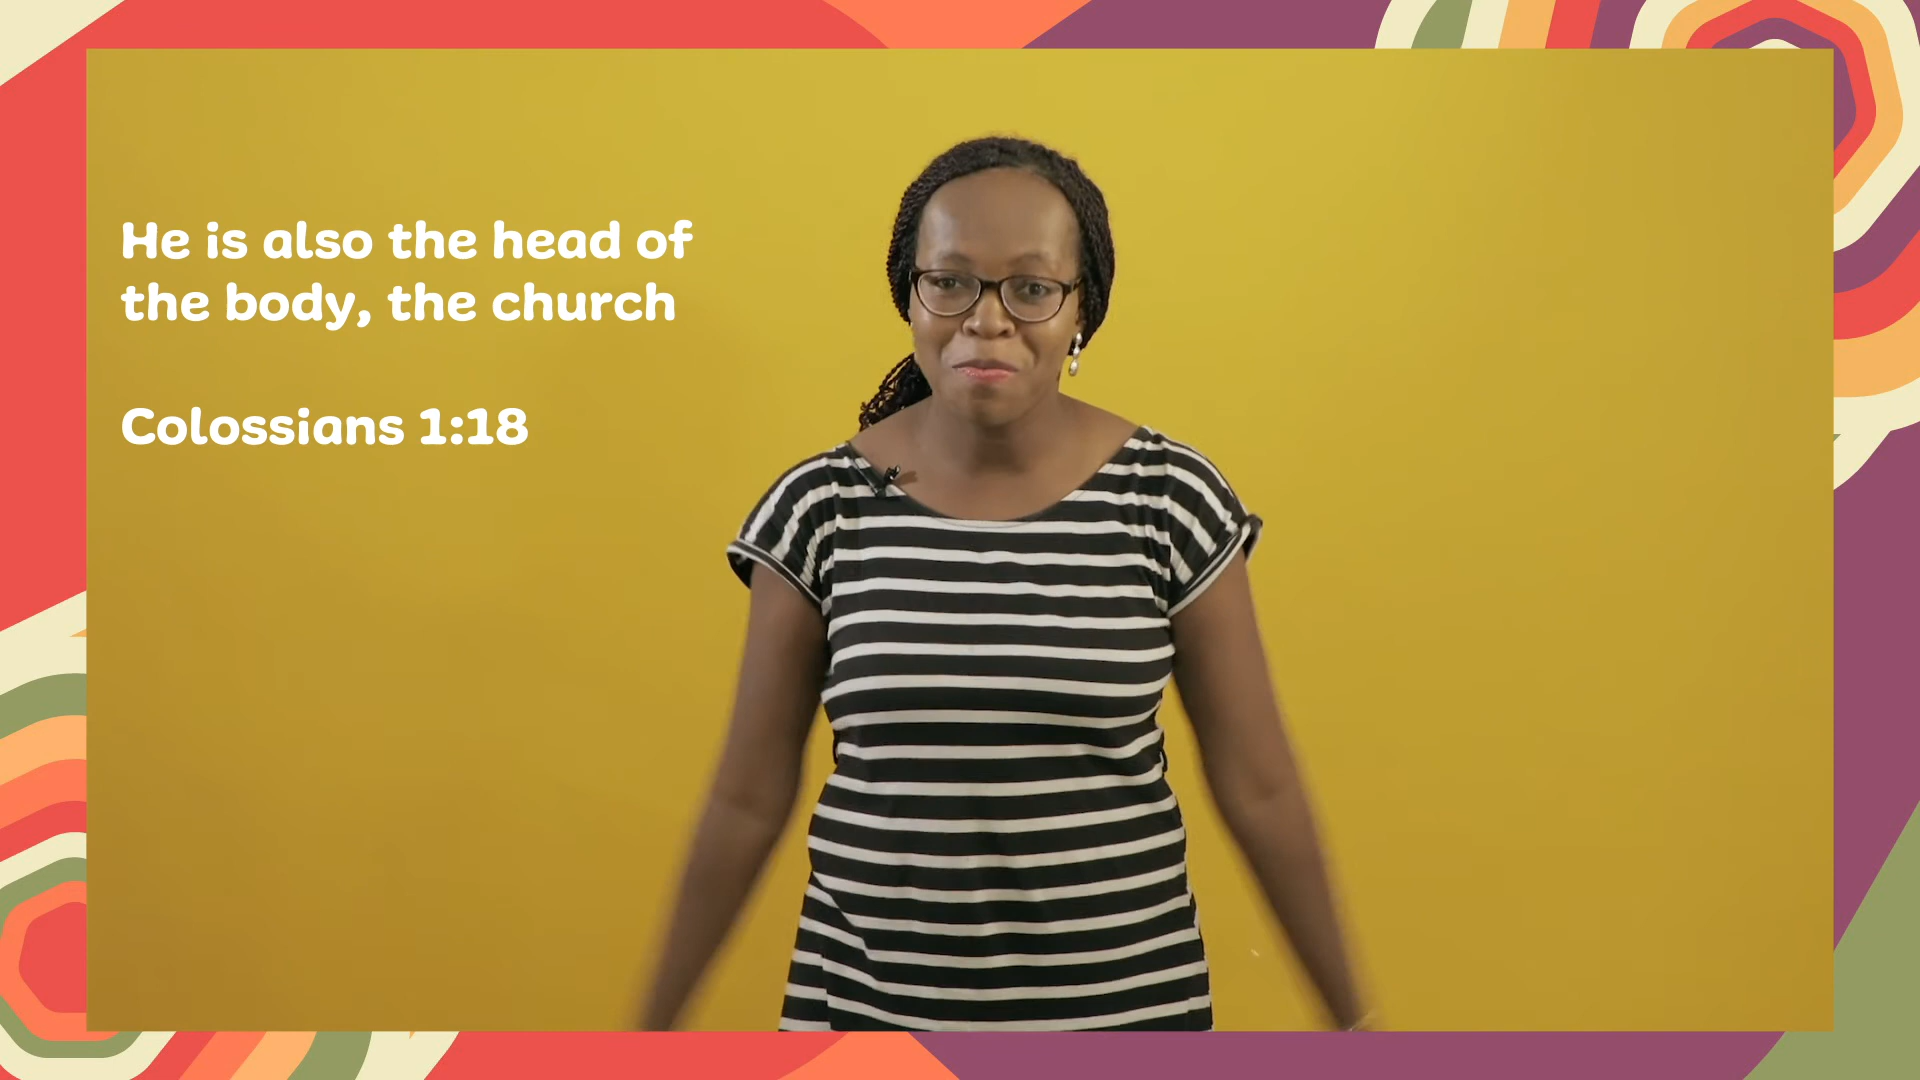 He is also the head of
the body, the church
Colossians 1:18